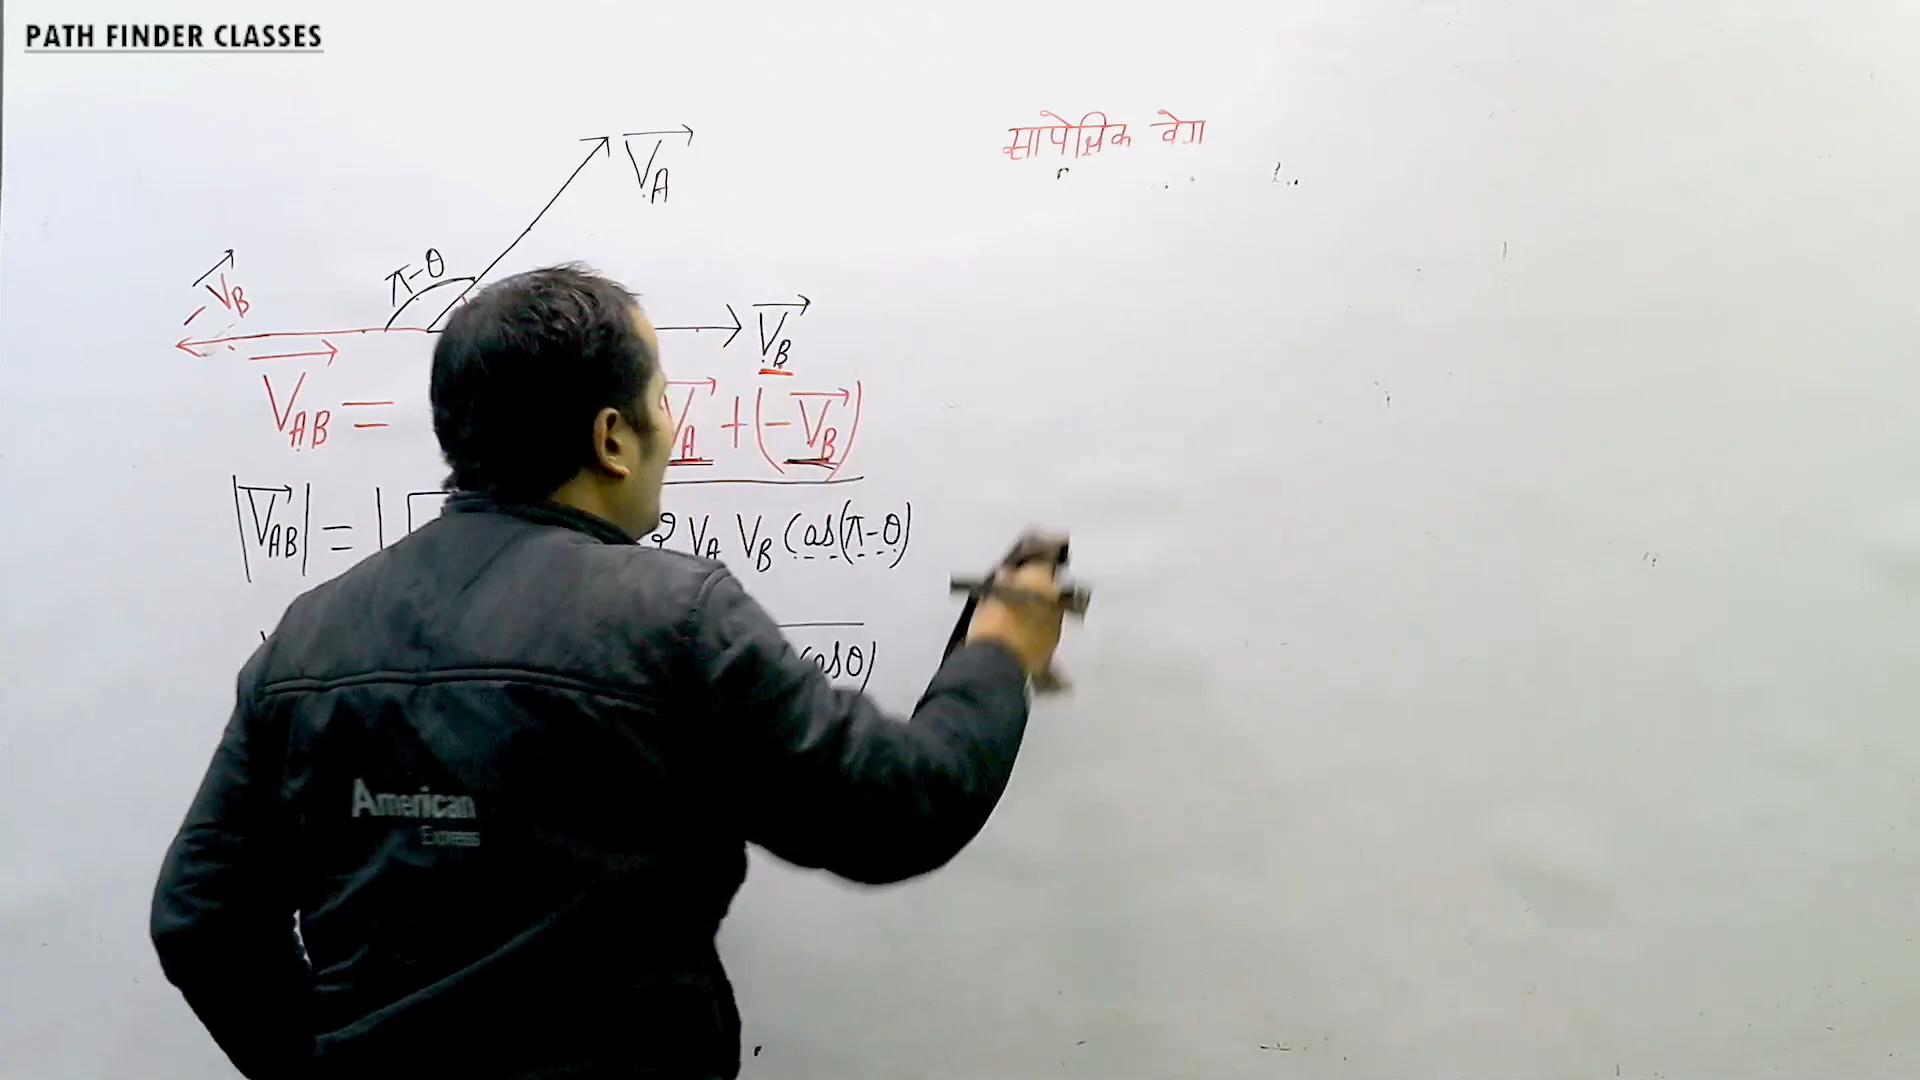 PATH FINDER CLASSES
सापेक्षिक वेग
V_A
π-θ
-V_B
V_B
V_AB = V_A + (-V_B)
|V_AB| = 2 V_A V_B Cos(π-θ)
Cosθ
American
Express